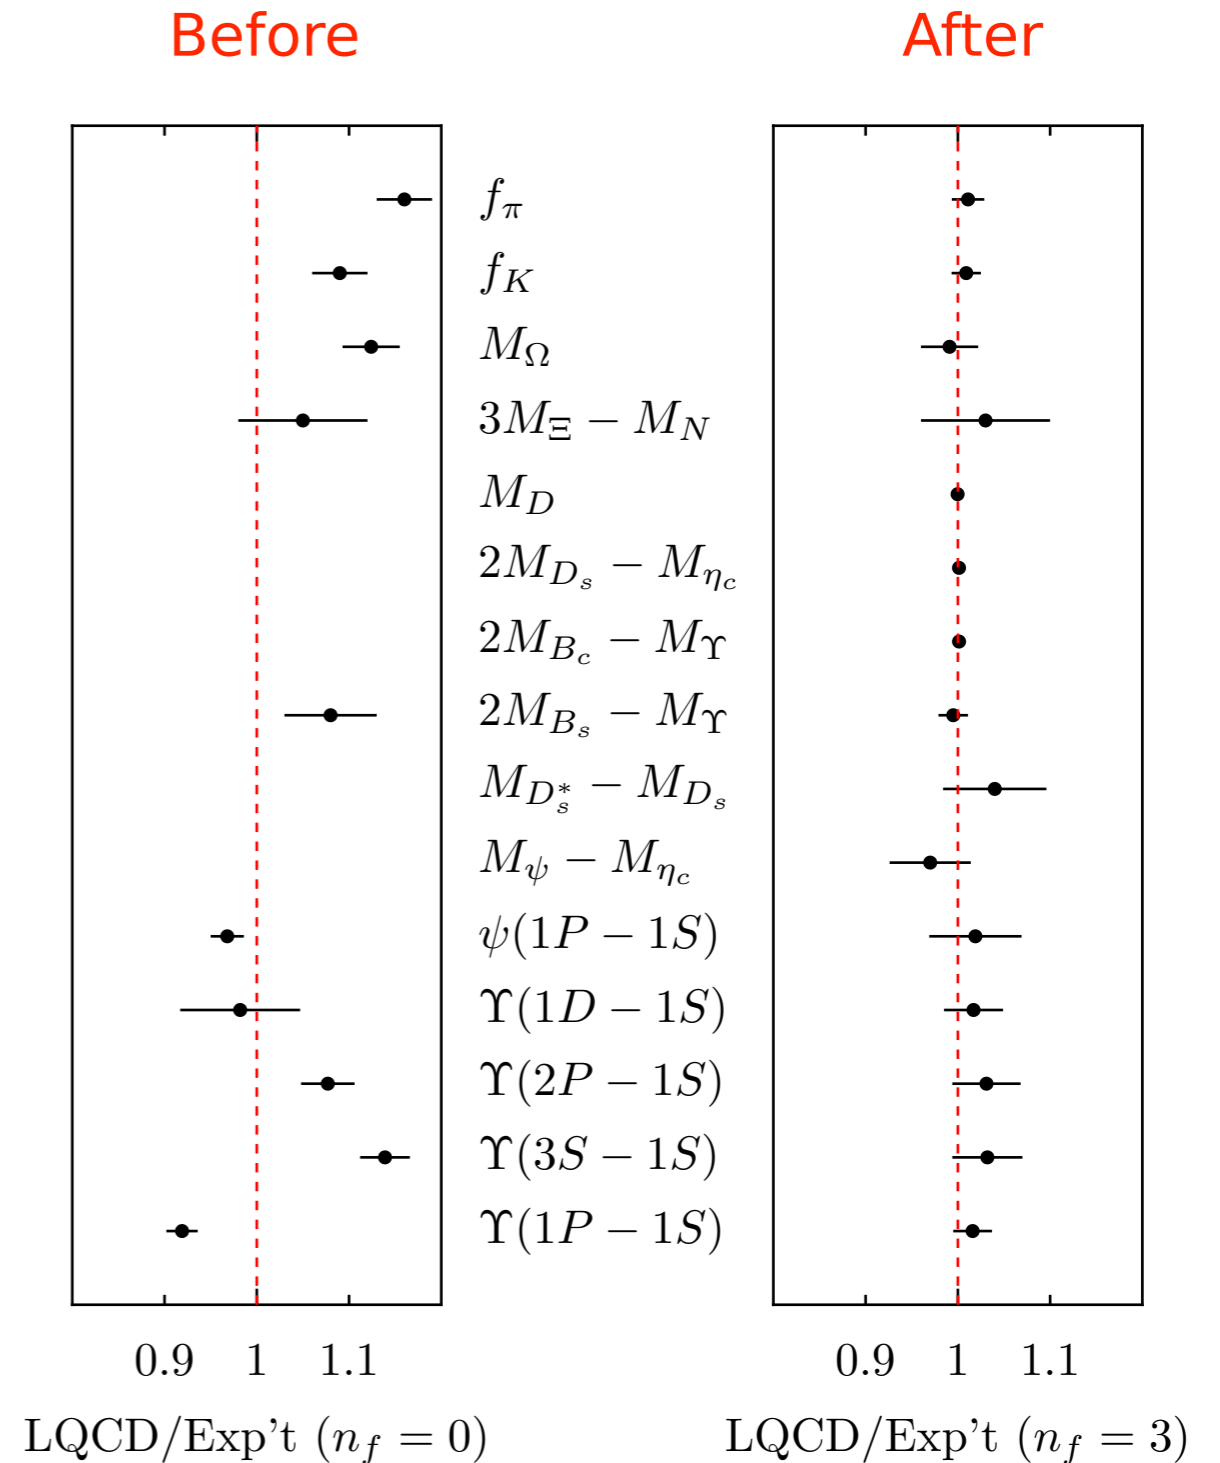 Before After
f_π
f_K
M_Ω
3M_Ξ − M_N
M_D
2M_{D_s} − M_{η_c}
2M_{B_c} − M_Υ
2M_{B_s} − M_Υ
M_{D_s^*} − M_{D_s}
M_ψ − M_{η_c}
ψ(1P − 1S)
Υ(1D − 1S)
Υ(2P − 1S)
Υ(3S − 1S)
Υ(1P − 1S)
0.9 1 1.1 0.9 1 1.1
LQCD/Exp't (n_f = 0) LQCD/Exp't (n_f = 3)